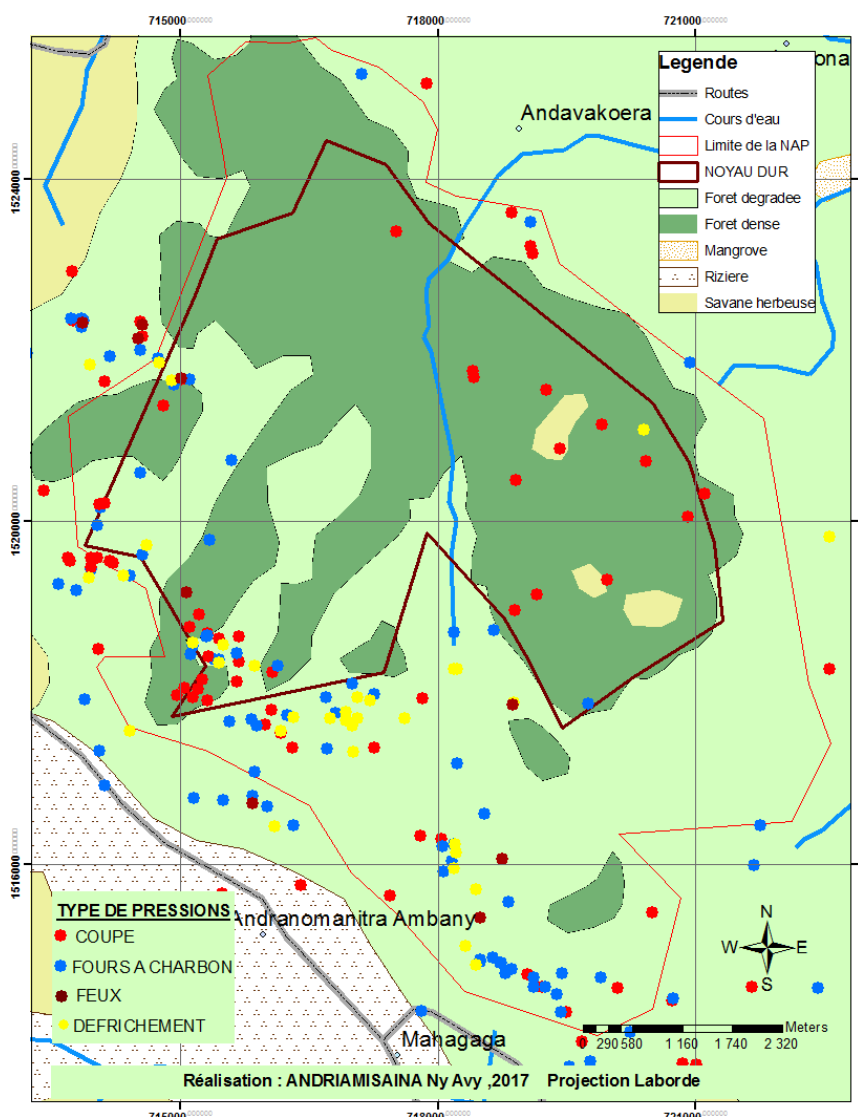 715000
718000
721000
Legende
Routes
Cours d'eau
Limite de la NAP
NOYAU DUR
Foret degradee
Foret dense
Mangrove
Riziere
Savane herbeuse
ona
Andavakoera
1524000
1524000
1520000
1520000
1516000
1516000
TYPE DE PRESSIONS
COUPE
FOURS A CHARBON
FEUX
DEFRICHEMENT
Andranomanitra Ambany
Mahagaga
N
W
E
S
Meters
0 290 580 1 160 1 740 2 320
Réalisation : ANDRIAMISAINA Ny Avy ,2017 Projection Laborde
715000
718000
721000